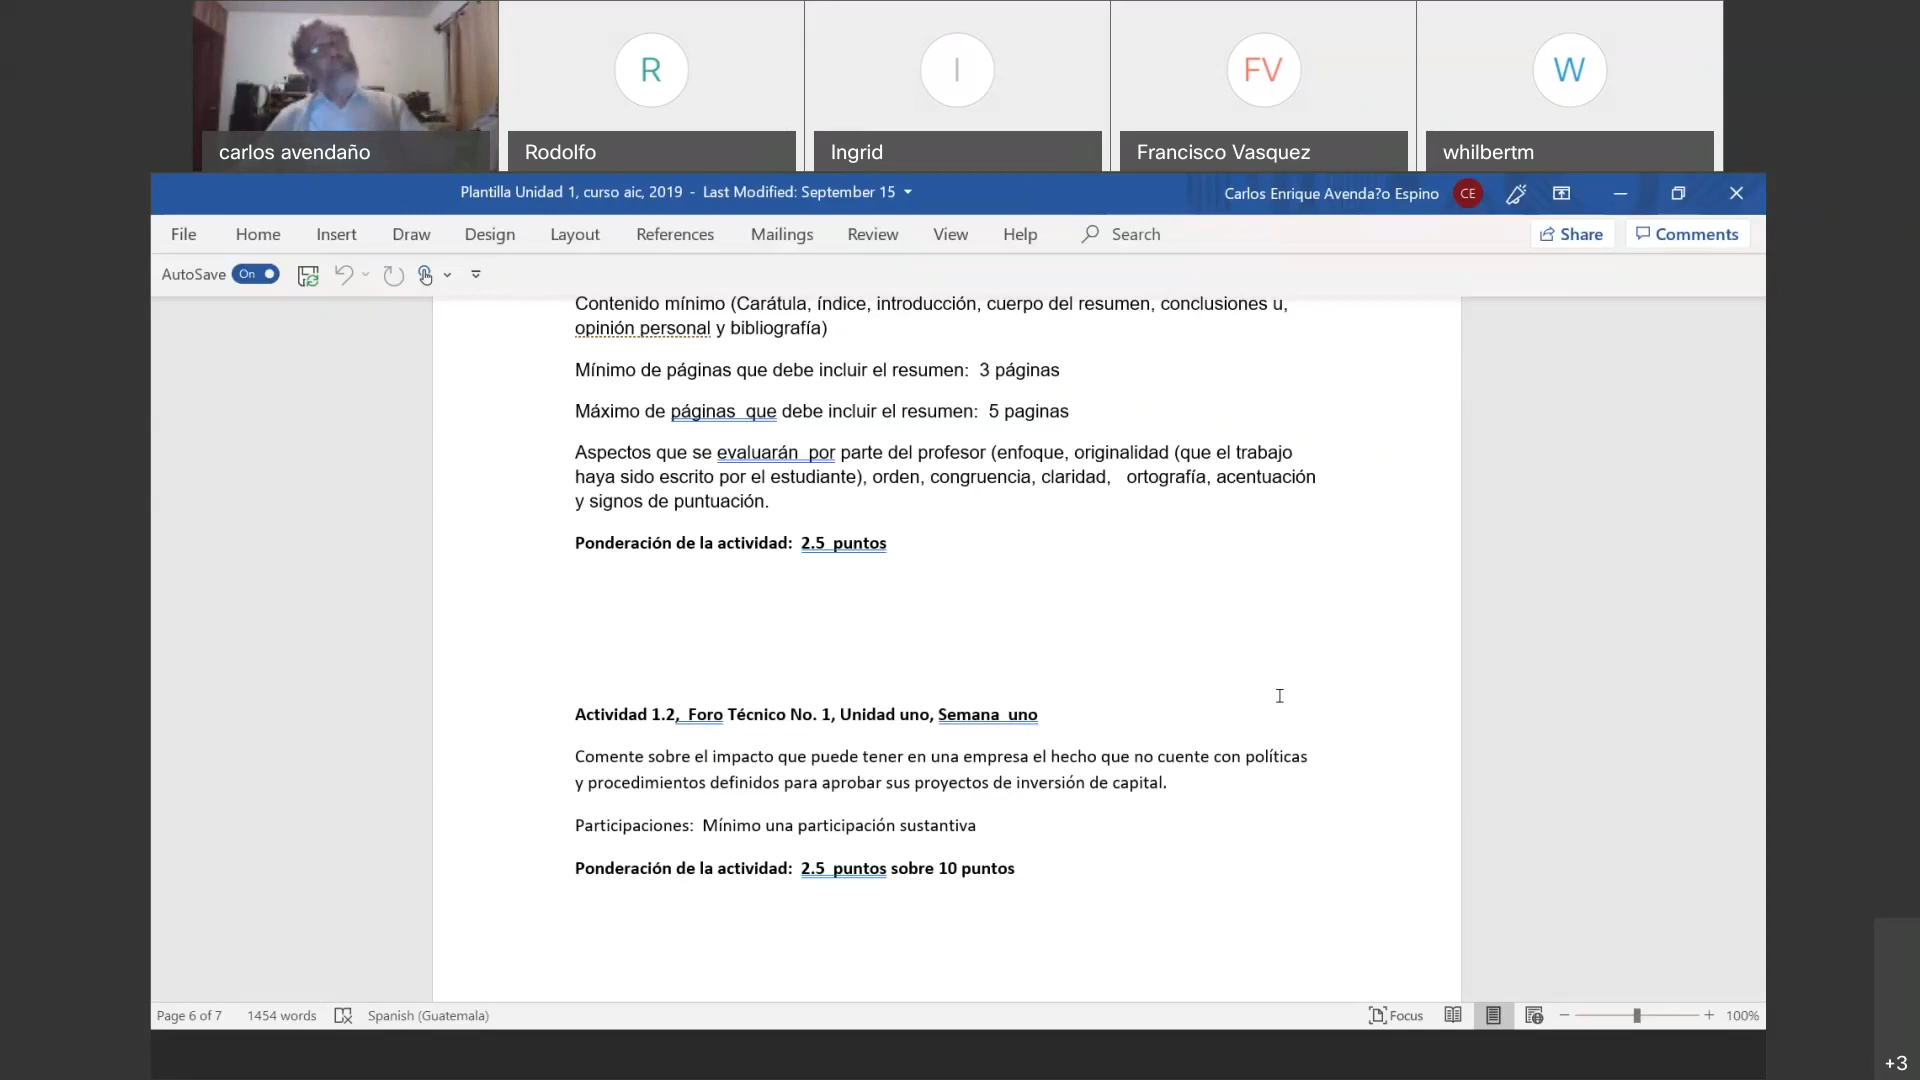 R
I
FV
W
carlos avendaño
Rodolfo
Ingrid
Francisco Vasquez
whilbertm
Plantilla Unidad 1, curso aic, 2019 - Last Modified: September 15
Carlos Enrique Avenda?o Espino
CE
File Home Insert Draw Design Layout References Mailings Review View Help Search Share Comments
AutoSave On
Contenido mínimo (Carátula, índice, introducción, cuerpo del resumen, conclusiones u,
opinión personal y bibliografía)
Mínimo de páginas que debe incluir el resumen:  3 páginas
Máximo de páginas  que debe incluir el resumen:  5 paginas
Aspectos que se evaluarán  por parte del profesor (enfoque, originalidad (que el trabajo
haya sido escrito por el estudiante), orden, congruencia, claridad,   ortografía, acentuación
y signos de puntuación.
Ponderación de la actividad:  2.5  puntos
Actividad 1.2,  Foro Técnico No. 1, Unidad uno, Semana  uno
Comente sobre el impacto que puede tener en una empresa el hecho que no cuente con políticas
y procedimientos definidos para aprobar sus proyectos de inversión de capital.
Participaciones:  Mínimo una participación sustantiva
Ponderación de la actividad:  2.5  puntos sobre 10 puntos
Page 6 of 7 1454 words Spanish (Guatemala) Focus 100%
+3